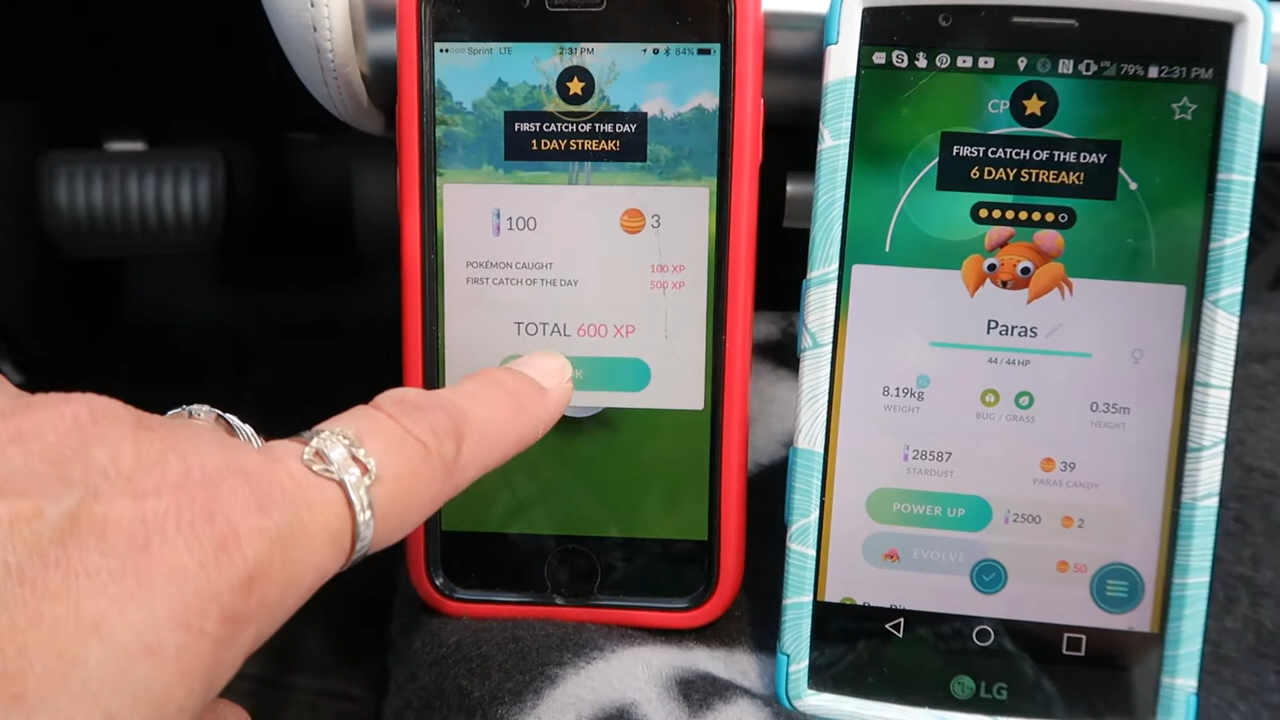 Sprint LTE 2:31 PM 84%
FIRST CATCH OF THE DAY
1 DAY STREAK!
100 3
POKÉMON CAUGHT 100 XP
FIRST CATCH OF THE DAY 500 XP
TOTAL 600 XP
79% 2:31 PM
CP
FIRST CATCH OF THE DAY
6 DAY STREAK!
Paras
44 / 44 HP
XL
8.19kg
WEIGHT
BUG / GRASS
0.35m
HEIGHT
28587
STARDUST
39
PARAS CANDY
POWER UP 2500 2
EVOLVE 50
LG